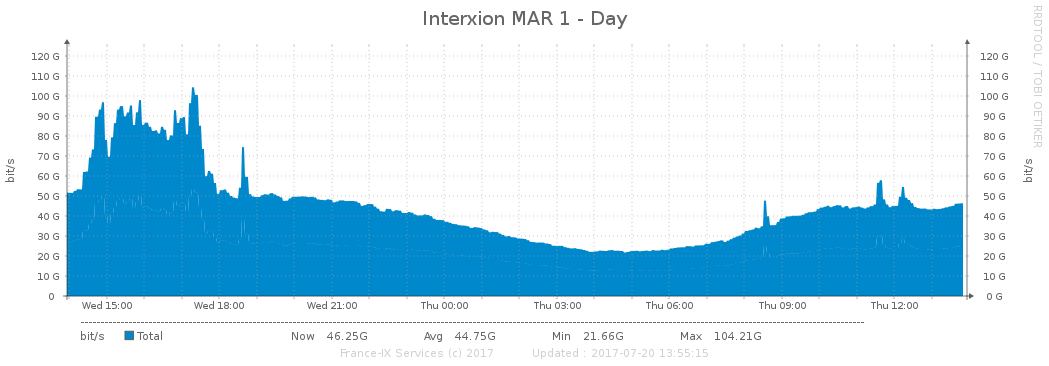 Interxion MAR 1 - Day
RRDTOOL / TOBI OETIKER
bit/s
120 G 120 G
110 G 110 G
100 G 100 G
90 G 90 G
80 G 80 G
70 G 70 G
60 G 60 G
50 G 50 G
40 G 40 G
30 G 30 G
20 G 20 G
10 G 10 G
0 0 G
bit/s
Wed 15:00 Wed 18:00 Wed 21:00 Thu 00:00 Thu 03:00 Thu 06:00 Thu 09:00 Thu 12:00
bit/s Total Now 46.25G Avg 44.75G Min 21.66G Max 104.21G
France-IX Services (c) 2017 Updated : 2017-07-20 13:55:15